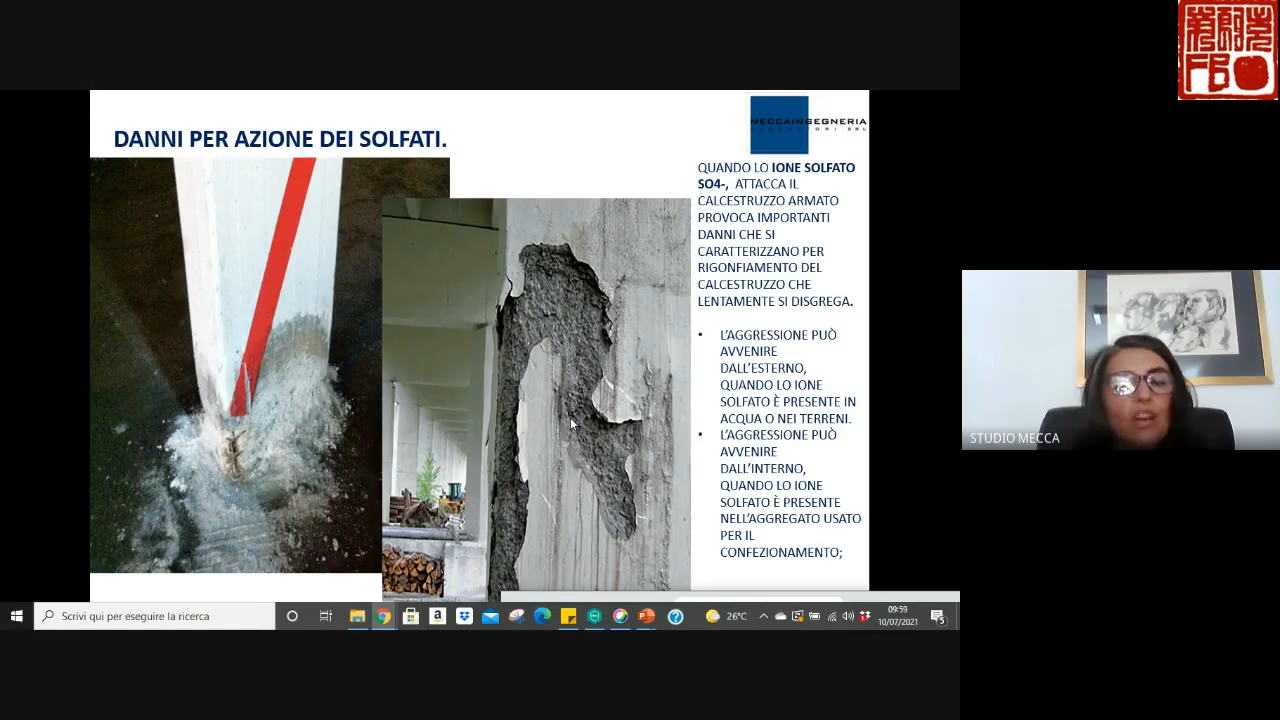 DANNI PER AZIONE DEI SOLFATI.
MECCAINGEGNERIA
LABORATORI SRL
QUANDO LO IONE SOLFATO
SO4-, ATTACCA IL
CALCESTRUZZO ARMATO
PROVOCA IMPORTANTI
DANNI CHE SI
CARATTERIZZANO PER
RIGONFIAMENTO DEL
CALCESTRUZZO CHE
LENTAMENTE SI DISGREGA.
• L'AGGRESSIONE PUÒ
AVVENIRE
DALL'ESTERNO,
QUANDO LO IONE
SOLFATO È PRESENTE IN
ACQUA O NEI TERRENI.
• L'AGGRESSIONE PUÒ
AVVENIRE
DALL'INTERNO,
QUANDO LO IONE
SOLFATO È PRESENTE
NELL'AGGREGATO USATO
PER IL
CONFEZIONAMENTO;
STUDIO MECCA
Scrivi qui per eseguire la ricerca
26°C
09:59
10/07/2021
5